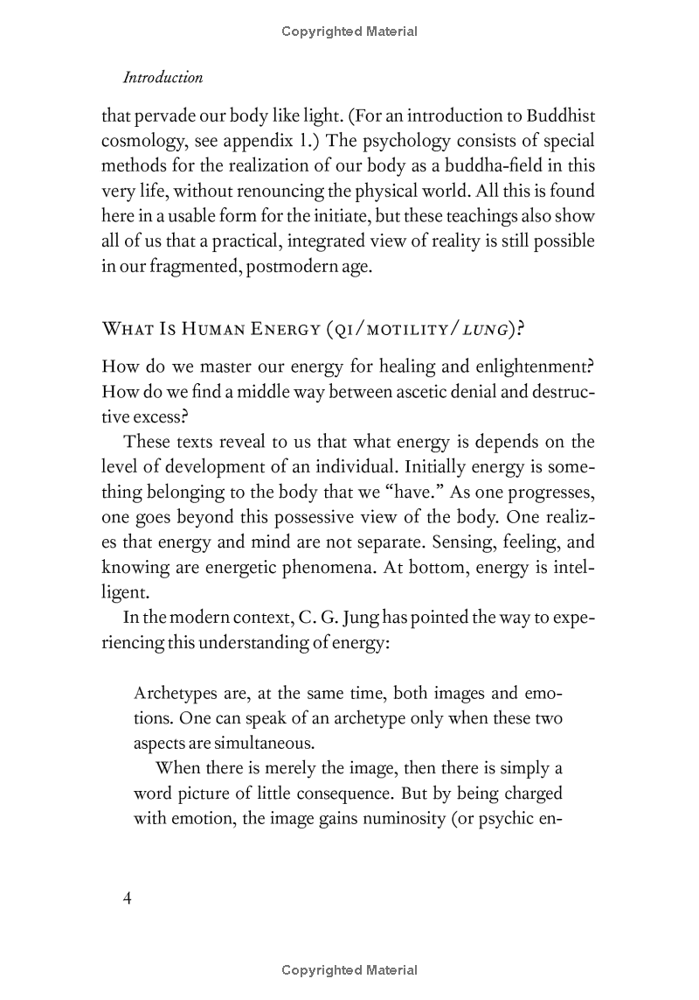 Copyrighted Material
Introduction
that pervade our body like light. (For an introduction to Buddhist
cosmology, see appendix 1.) The psychology consists of special
methods for the realization of our body as a buddha-field in this
very life, without renouncing the physical world. All this is found
here in a usable form for the initiate, but these teachings also show
all of us that a practical, integrated view of reality is still possible
in our fragmented, postmodern age.
What Is Human Energy (qi/motility/lung)?
How do we master our energy for healing and enlightenment?
How do we find a middle way between ascetic denial and destruc-
tive excess?
These texts reveal to us that what energy is depends on the
level of development of an individual. Initially energy is some-
thing belonging to the body that we “have.” As one progresses,
one goes beyond this possessive view of the body. One realiz-
es that energy and mind are not separate. Sensing, feeling, and
knowing are energetic phenomena. At bottom, energy is intel-
ligent.
In the modern context, C. G. Jung has pointed the way to expe-
riencing this understanding of energy:
Archetypes are, at the same time, both images and emo-
tions. One can speak of an archetype only when these two
aspects are simultaneous.
When there is merely the image, then there is simply a
word picture of little consequence. But by being charged
with emotion, the image gains numinosity (or psychic en-
4
Copyrighted Material